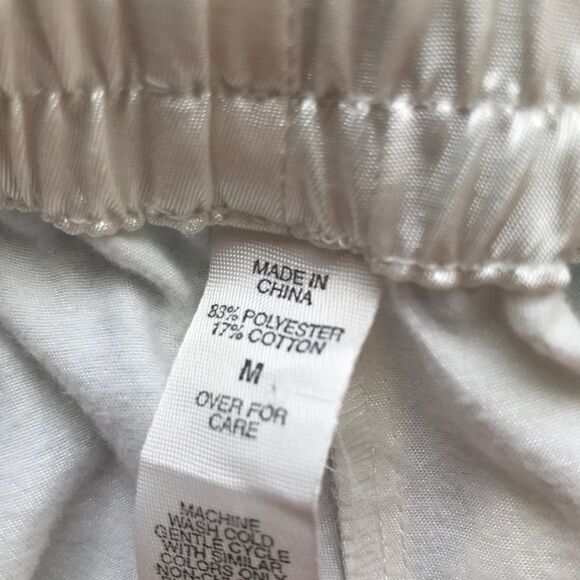 MADE IN
CHINA
83% POLYESTER
17% COTTON
M
OVER FOR
CARE
MACHINE
WASH COLD
GENTLE CYCLE
WITH SIMILAR
COLORS ONLY